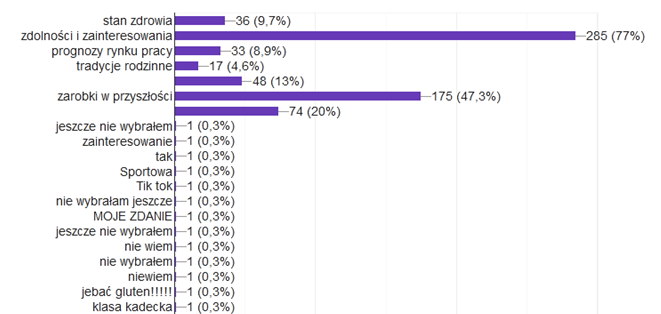 stan zdrowia 36 (9,7%)
zdolności i zainteresowania 285 (77%)
prognozy rynku pracy 33 (8,9%)
tradycje rodzinne 17 (4,6%)
48 (13%)
zarobki w przyszłości 175 (47,3%)
74 (20%)
jeszcze nie wybrałem 1 (0,3%)
zainteresowanie 1 (0,3%)
tak 1 (0,3%)
Sportowa 1 (0,3%)
Tik tok 1 (0,3%)
nie wybrałam jeszcze 1 (0,3%)
MOJE ZDANIE 1 (0,3%)
jeszcze nie wybrałem 1 (0,3%)
nie wiem 1 (0,3%)
nie wybrałem 1 (0,3%)
niewiem 1 (0,3%)
jebać gluten!!!!! 1 (0,3%)
klasa kadecka 1 (0,3%)